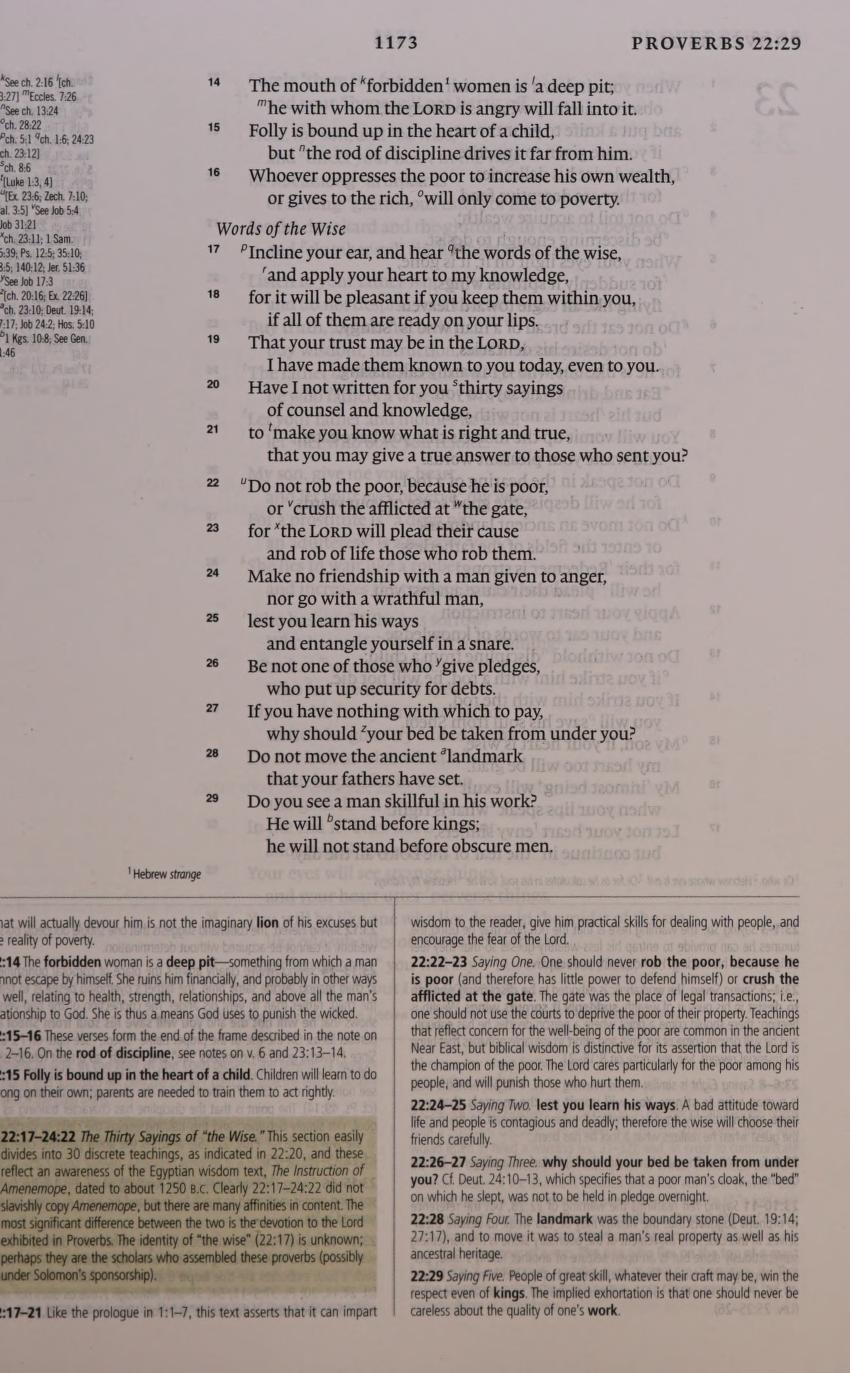 1173 PROVERBS 22:29
k See ch. 2:16 l [ch.
3:27] m Eccles. 7:26
n See ch. 13:24
o ch. 28:22
p ch. 5:1 q ch. 1:6; 24:23
ch. 23:12]
s ch. 8:6
t [Luke 1:3, 4]
u [Ex. 23:6; Zech. 7:10;
al. 3:5] v See Job 5:4
Job 31:21
x ch. 23:11; 1 Sam.
5:39; Ps. 12:5; 35:10;
8:5; 140:12; Jer. 51:36
y See Job 17:3
z [ch. 20:16; Ex. 22:26]
a ch. 23:10; Deut. 19:14;
7:17; Job 24:2; Hos. 5:10
b 1 Kgs. 10:8; See Gen.
1:46
14 The mouth of k forbidden 1 women is l a deep pit;
m he with whom the LORD is angry will fall into it.
15 Folly is bound up in the heart of a child,
but n the rod of discipline drives it far from him.
16 Whoever oppresses the poor to increase his own wealth,
or gives to the rich, o will only come to poverty.
Words of the Wise
17 p Incline your ear, and hear q the words of the wise,
r and apply your heart to my knowledge,
18 for it will be pleasant if you keep them within you,
if all of them are ready on your lips.
19 That your trust may be in the LORD,
I have made them known to you today, even to you.
20 Have I not written for you s thirty sayings
of counsel and knowledge,
21 to t make you know what is right and true,
that you may give a true answer to those who sent you?
22 u Do not rob the poor, because he is poor,
or v crush the afflicted at w the gate,
23 for x the LORD will plead their cause
and rob of life those who rob them.
24 Make no friendship with a man given to anger,
nor go with a wrathful man,
25 lest you learn his ways
and entangle yourself in a snare.
26 Be not one of those who y give pledges,
who put up security for debts.
27 If you have nothing with which to pay,
why should z your bed be taken from under you?
28 Do not move the ancient a landmark
that your fathers have set.
29 Do you see a man skillful in his work?
He will b stand before kings;
he will not stand before obscure men.
1 Hebrew strange
hat will actually devour him is not the imaginary lion of his excuses but
e reality of poverty.
:14 The forbidden woman is a deep pit—something from which a man
nnot escape by himself. She ruins him financially, and probably in other ways
well, relating to health, strength, relationships, and above all the man's
ationship to God. She is thus a means God uses to punish the wicked.
:15–16 These verses form the end of the frame described in the note on
2–16. On the rod of discipline, see notes on v. 6 and 23:13–14.
:15 Folly is bound up in the heart of a child. Children will learn to do
ong on their own; parents are needed to train them to act rightly.
22:17–24:22 The Thirty Sayings of "the Wise." This section easily
divides into 30 discrete teachings, as indicated in 22:20, and these
reflect an awareness of the Egyptian wisdom text, The Instruction of
Amenemope, dated to about 1250 B.C. Clearly 22:17–24:22 did not
slavishly copy Amenemope, but there are many affinities in content. The
most significant difference between the two is the devotion to the Lord
exhibited in Proverbs. The identity of "the wise" (22:17) is unknown;
perhaps they are the scholars who assembled these proverbs (possibly
under Solomon's sponsorship).
:17–21 Like the prologue in 1:1–7, this text asserts that it can impart
wisdom to the reader, give him practical skills for dealing with people, and
encourage the fear of the Lord.
22:22–23 Saying One. One should never rob the poor, because he
is poor (and therefore has little power to defend himself) or crush the
afflicted at the gate. The gate was the place of legal transactions; i.e.,
one should not use the courts to deprive the poor of their property. Teachings
that reflect concern for the well-being of the poor are common in the ancient
Near East, but biblical wisdom is distinctive for its assertion that the Lord is
the champion of the poor. The Lord cares particularly for the poor among his
people, and will punish those who hurt them.
22:24–25 Saying Two. lest you learn his ways. A bad attitude toward
life and people is contagious and deadly; therefore the wise will choose their
friends carefully.
22:26–27 Saying Three. why should your bed be taken from under
you? Cf. Deut. 24:10–13, which specifies that a poor man's cloak, the "bed"
on which he slept, was not to be held in pledge overnight.
22:28 Saying Four. The landmark was the boundary stone (Deut. 19:14;
27:17), and to move it was to steal a man's real property as well as his
ancestral heritage.
22:29 Saying Five. People of great skill, whatever their craft may be, win the
respect even of kings. The implied exhortation is that one should never be
careless about the quality of one's work.